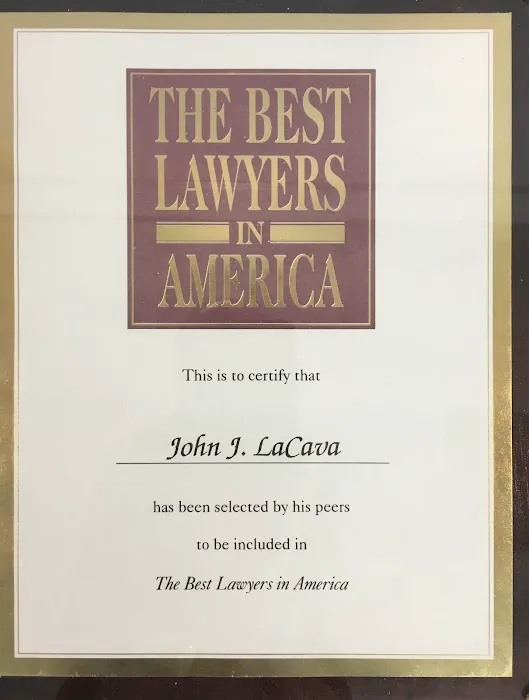 THE BEST
LAWYERS
IN
AMERICA
This is to certify that
John J. LaCava
has been selected by his peers
to be included in
The Best Lawyers in America